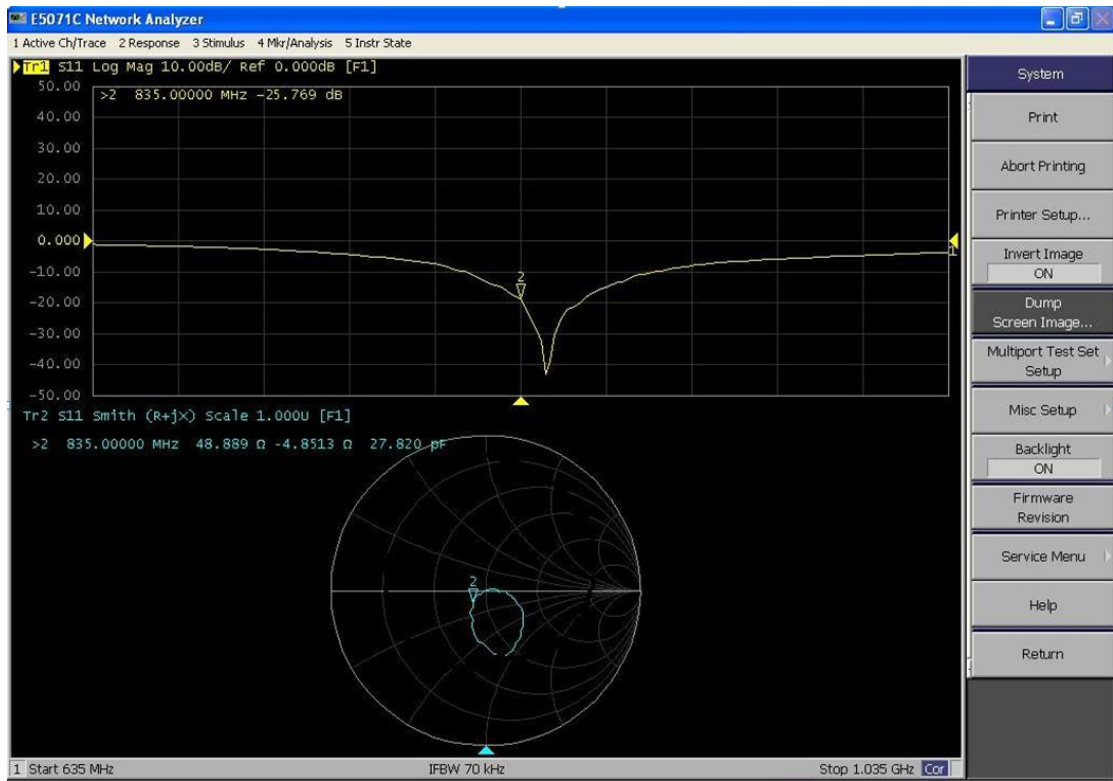 E5071C Network Analyzer
1 Active Ch/Trace 2 Response 3 Stimulus 4 Mkr/Analysis 5 Instr State
Tr1 S11 Log Mag 10.00dB/ Ref 0.000dB [F1]
50.00
>2 835.00000 MHz -25.769 dB
40.00
30.00
20.00
10.00
0.000
1
-10.00
2
-20.00
-30.00
-40.00
-50.00
Tr2 S11 Smith (R+jX) Scale 1.000U [F1]
>2 835.00000 MHz 48.889 Ω -4.8513 Ω 27.820 pF
2
1 Start 635 MHz
IFBW 70 kHz
Stop 1.035 GHz Cor
System
Print
Abort Printing
Printer Setup...
Invert Image
ON
Dump
Screen Image...
Multiport Test Set
Setup
Misc Setup
Backlight
ON
Firmware
Revision
Service Menu
Help
Return